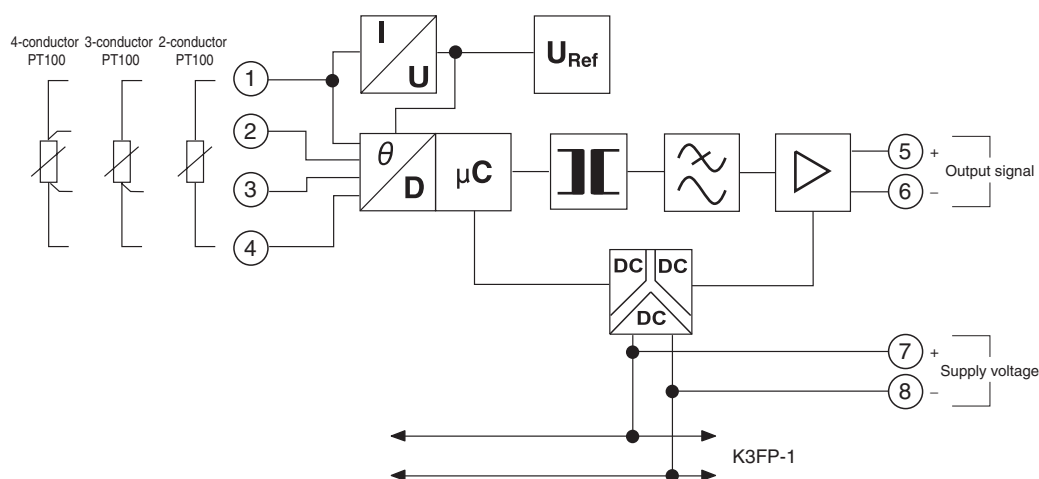 4-conductor PT100
3-conductor PT100
2-conductor PT100
1
2
3
4
I
U
U Ref
θ
D
μC
5 +
6 −
Output signal
DC DC
DC
7 +
8 −
Supply voltage
K3FP-1